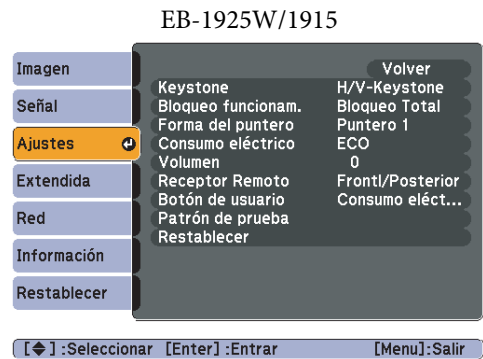 EB-1925W/1915
Imagen
Señal
Ajustes
Extendida
Red
Información
Restablecer
Volver
Keystone H/V-Keystone
Bloqueo funcionam. Bloqueo Total
Forma del puntero Puntero 1
Consumo eléctrico ECO
Volumen 0
Receptor Remoto Frontl/Posterior
Botón de usuario Consumo eléct...
Patrón de prueba
Restablecer
[◆] :Seleccionar [Enter] :Entrar [Menu]:Salir